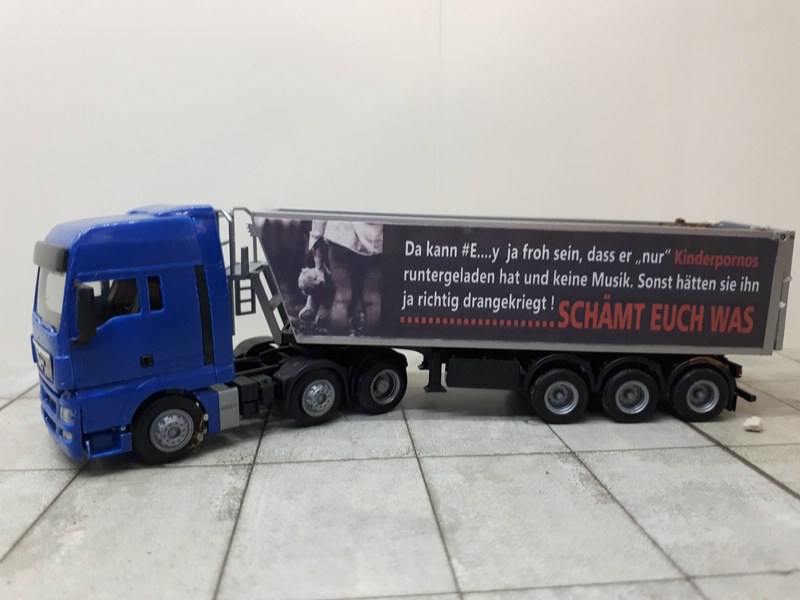 Da kann #E....y ja froh sein, dass er „nur“ Kinderpornos
runtergeladen hat und keine Musik. Sonst hätten sie ihn
ja richtig drangekriegt !
SCHÄMT EUCH WAS